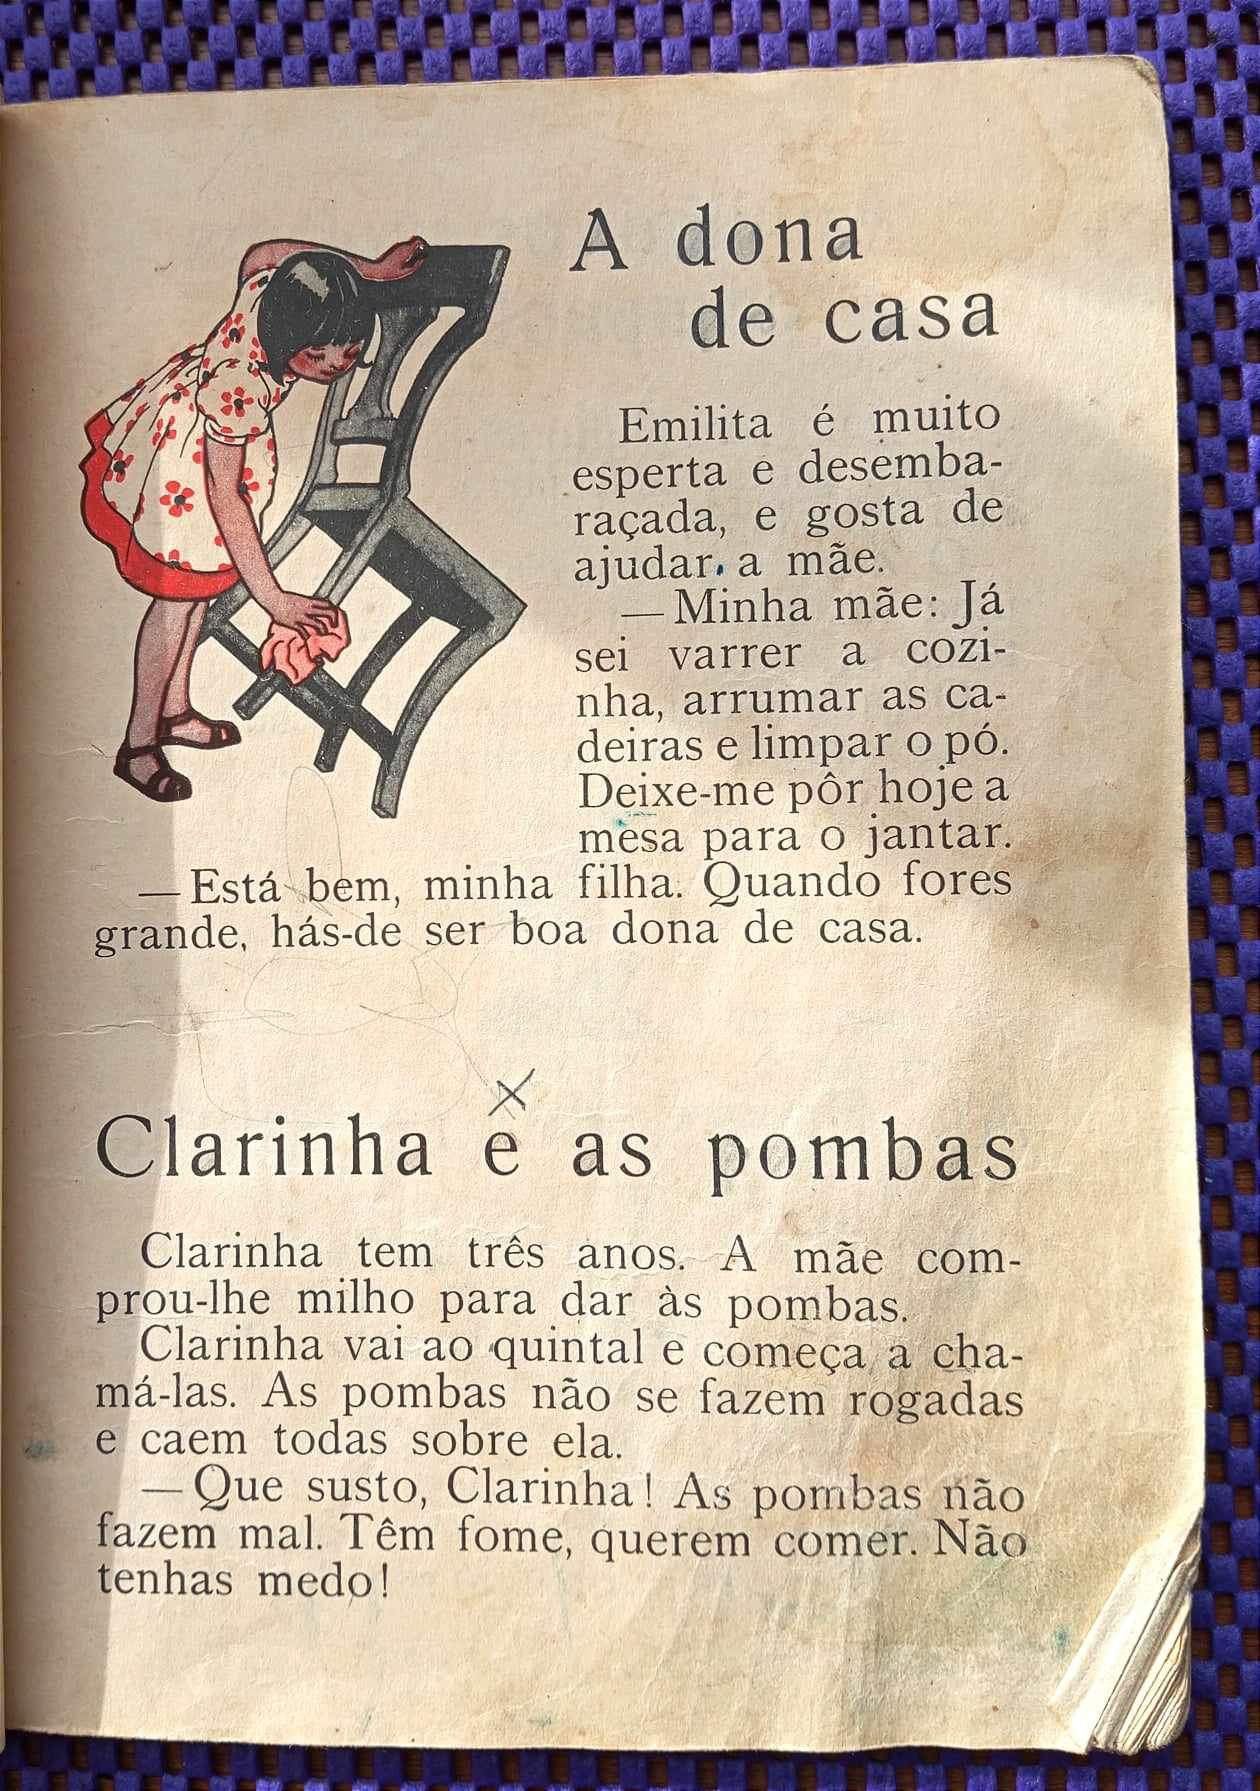 A dona
de casa
Emilita é muito
esperta e desemba-
raçada, e gosta de
ajudar a mãe.
— Minha mãe: Já
sei varrer a cozi-
nha, arrumar as ca-
deiras e limpar o pó.
Deixe-me pôr hoje a
mesa para o jantar.
— Está bem, minha filha. Quando fores
grande, hás-de ser boa dona de casa.
Clarinha e as pombas
Clarinha tem três anos. A mãe com-
prou-lhe milho para dar às pombas.
Clarinha vai ao quintal e começa a cha-
má-las. As pombas não se fazem rogadas
e caem todas sobre ela.
— Que susto, Clarinha! As pombas não
fazem mal. Têm fome, querem comer. Não
tenhas medo!